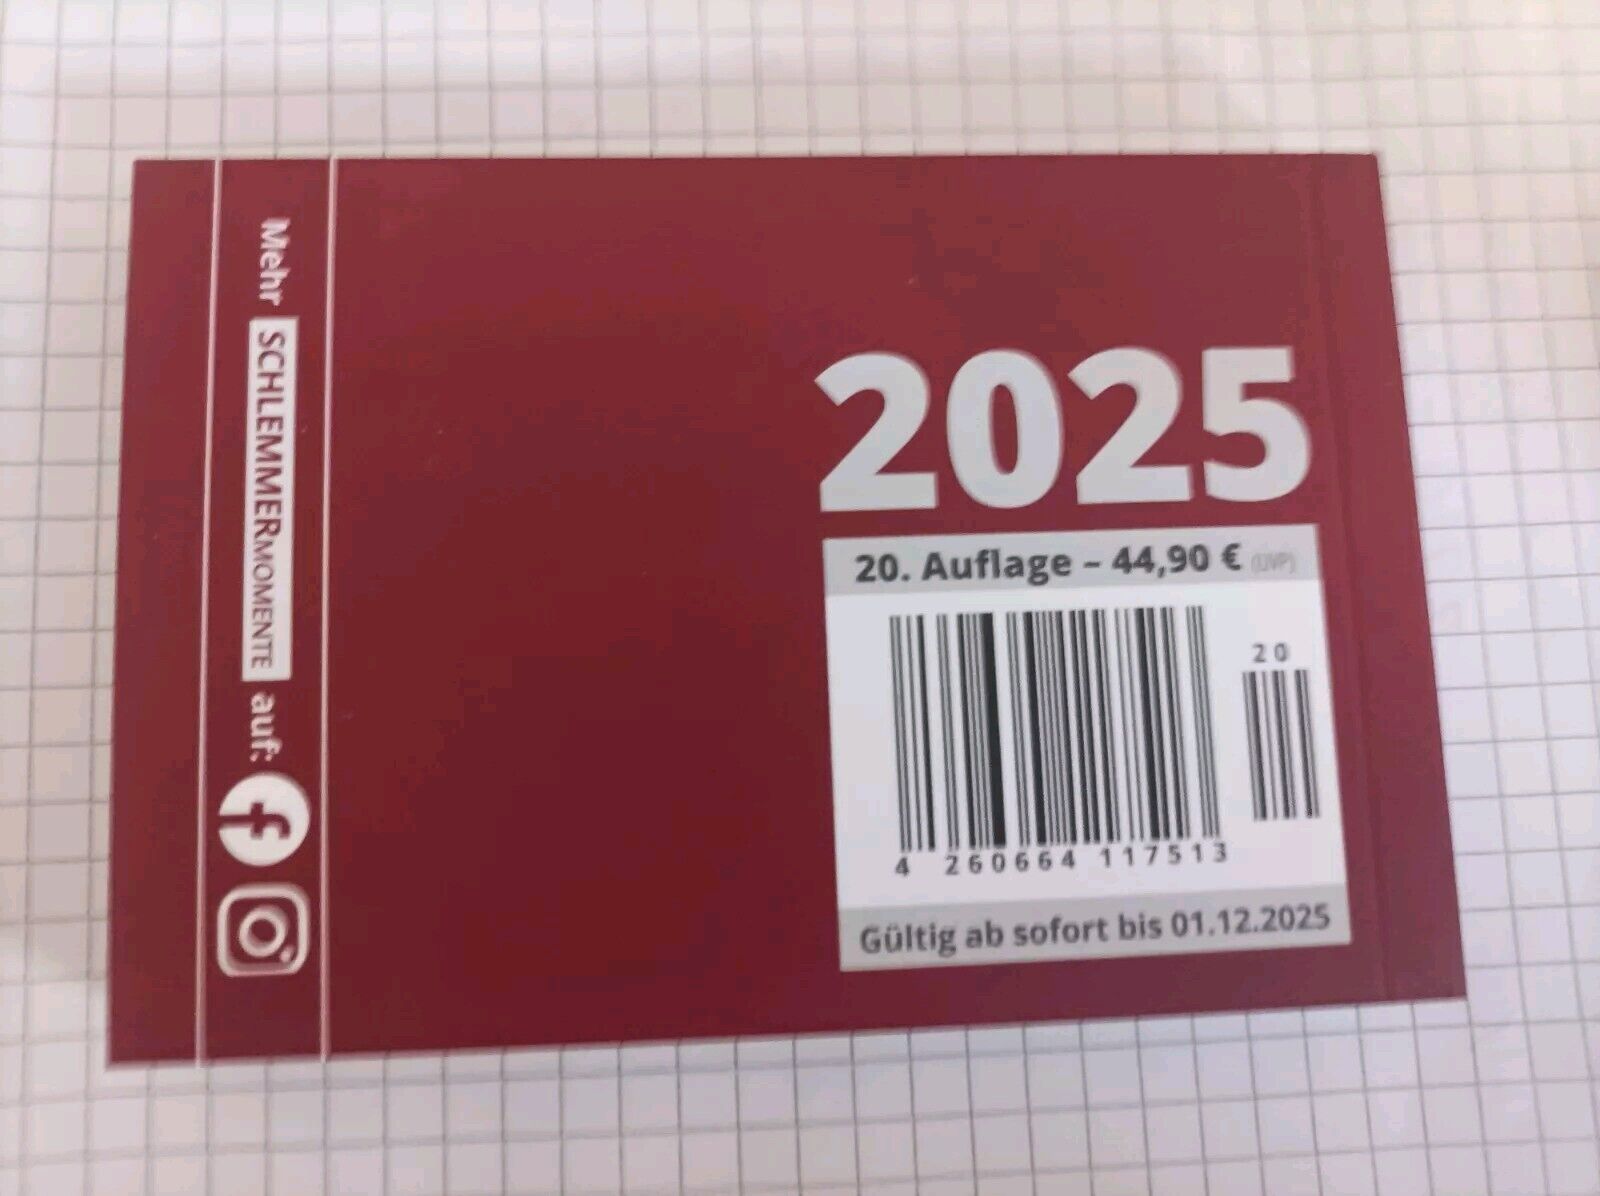 Mehr SCHLEMMERMOMENTE auf:
2025
20. Auflage – 44,90 € (UVP)
20
4 260664 117513
Gültig ab sofort bis 01.12.2025